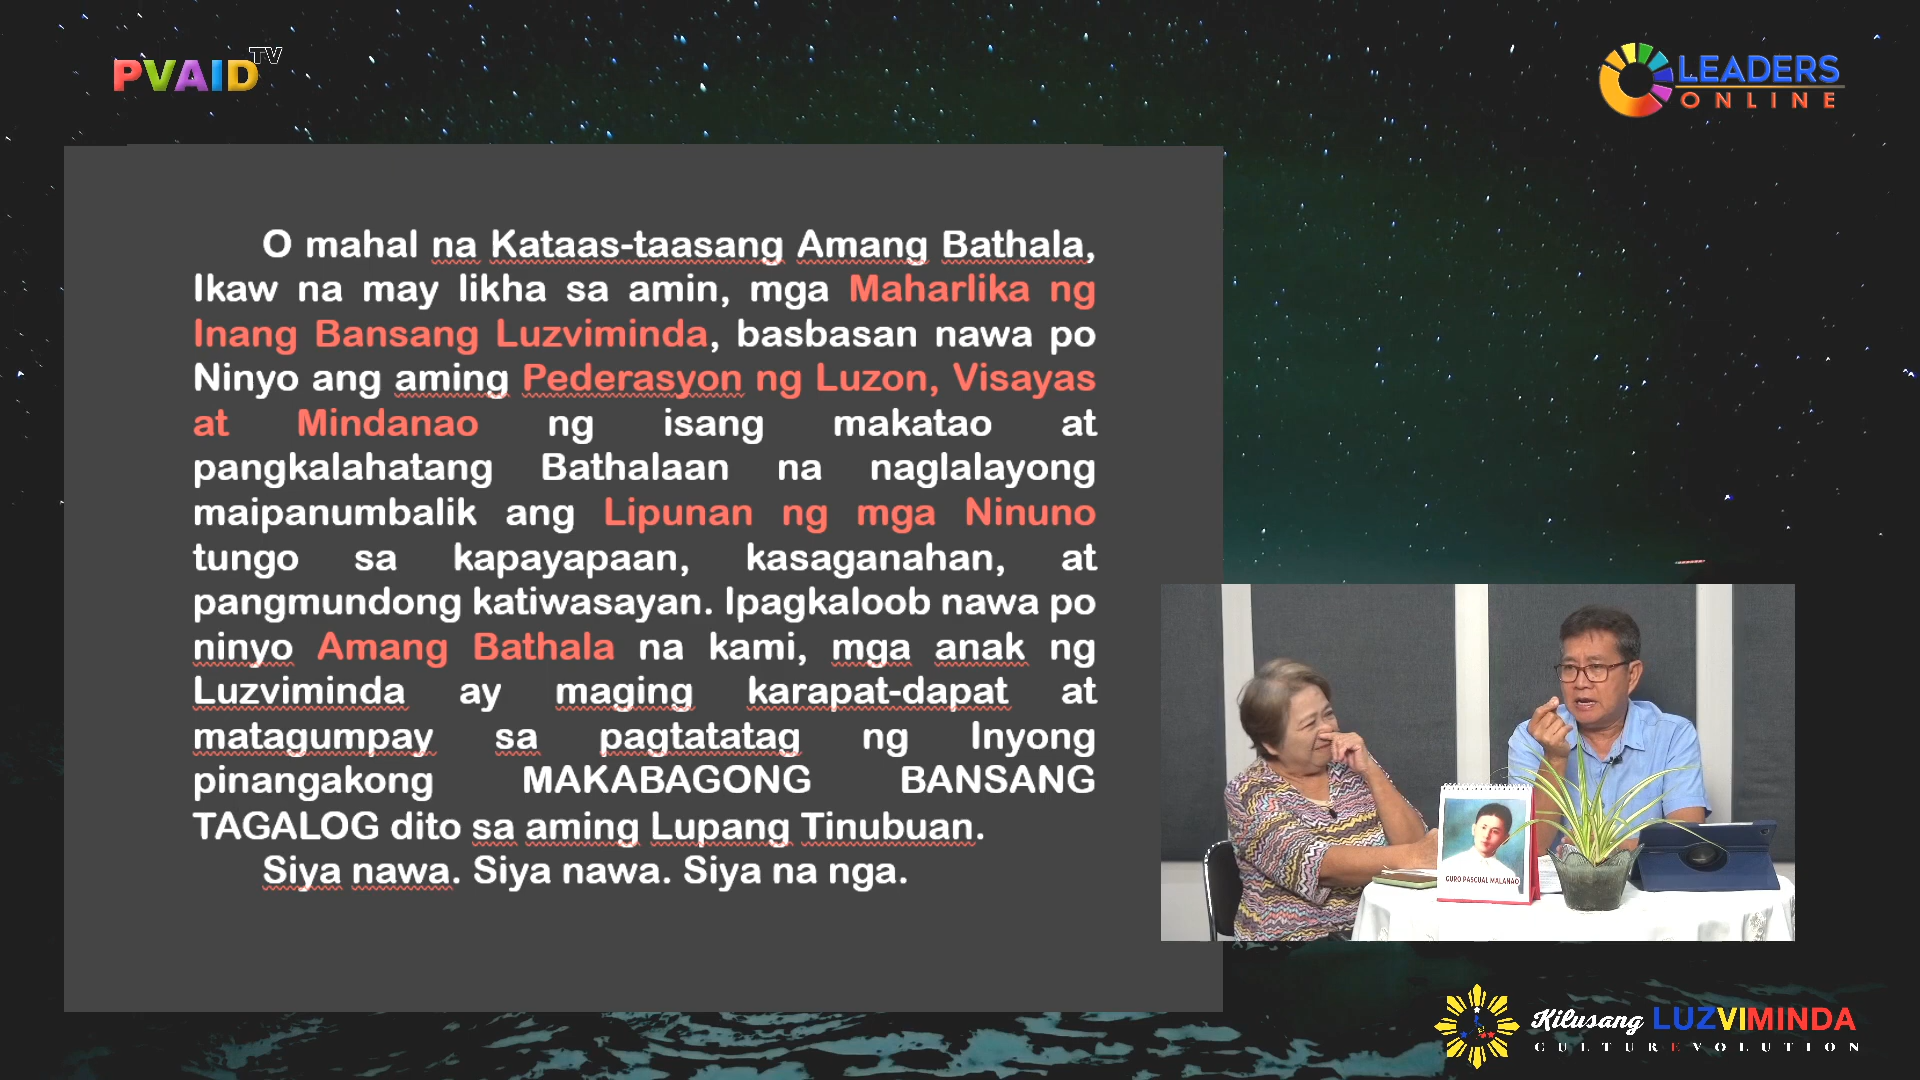 PVAID TV
LEADERS
ONLINE
O mahal na Kataas-taasang Amang Bathala,
Ikaw na may likha sa amin, mga Maharlika ng
Inang Bansang Luzviminda, basbasan nawa po
Ninyo ang aming Pederasyon ng Luzon, Visayas
at Mindanao ng isang makatao at
pangkalahatang Bathalaan na naglalayong
maipanumbalik ang Lipunan ng mga Ninuno
tungo sa kapayapaan, kasaganahan, at
pangmundong katiwasayan. Ipagkaloob nawa po
ninyo Amang Bathala na kami, mga anak ng
Luzviminda ay maging karapat-dapat at
matagumpay sa pagtatatag ng Inyong
pinangakong MAKABAGONG BANSANG
TAGALOG dito sa aming Lupang Tinubuan.
Siya nawa. Siya nawa. Siya na nga.
GURO PASCUAL MALANAO
Kilusang LUZVIMINDA
CULTUREVOLUTION